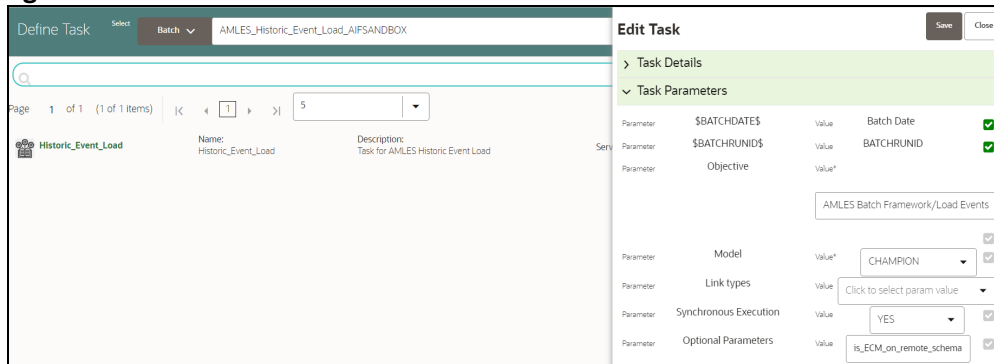 Define Task Select Batch AMLES_Historic_Event_Load_AIFSANDBOX
Page 1 of 1 (1 of 1 items) 1 5
Historic_Event_Load
Name:
Historic_Event_Load
Description:
Task for AMLES Historic Event Load
Serv
Edit Task Save Close
Task Details
Task Parameters
Parameter $BATCHDATE$ Value Batch Date
Parameter $BATCHRUNID$ Value BATCHRUNID
Parameter Objective Value*
AMLES Batch Framework/Load Events
Parameter Model Value* CHAMPION
Parameter Link types Value Click to select param value
Parameter Synchronous Execution Value YES
Parameter Optional Parameters Value is_ECM_on_remote_schema